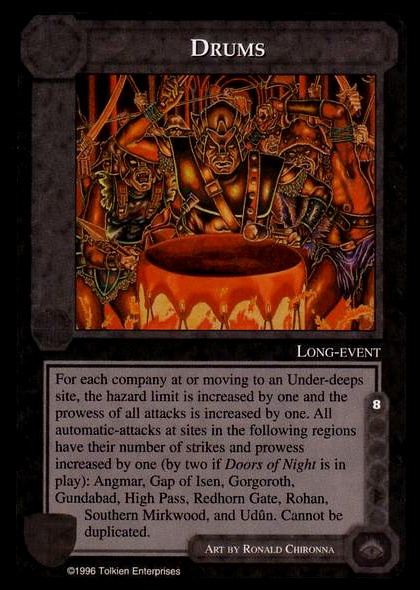 DRUMS
LONG-EVENT
For each company at or moving to an Under-deeps
site, the hazard limit is increased by one and the
prowess of all attacks is increased by one. All
automatic-attacks at sites in the following regions
have their number of strikes and prowess
increased by one (by two if Doors of Night is in
play): Angmar, Gap of Isen, Gorgoroth,
Gundabad, High Pass, Redhorn Gate, Rohan,
Southern Mirkwood, and Udûn. Cannot be
duplicated.
8
ART BY RONALD CHIRONNA
©1996 Tolkien Enterprises